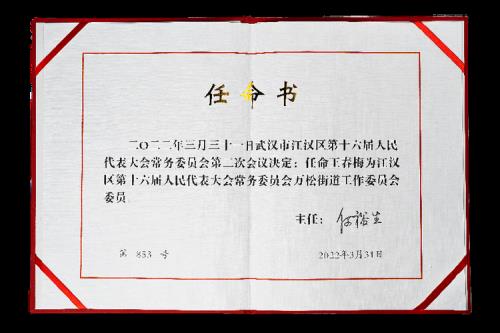 任命书
二〇二二年三月三十一日武汉市江汉区第十六届人民
代表大会常务委员会第二次会议决定：任命王春梅为江汉
区第十六届人民代表大会常务委员会万松街道工作委员会
委员
主任：
第 853 号
2022年3月31日